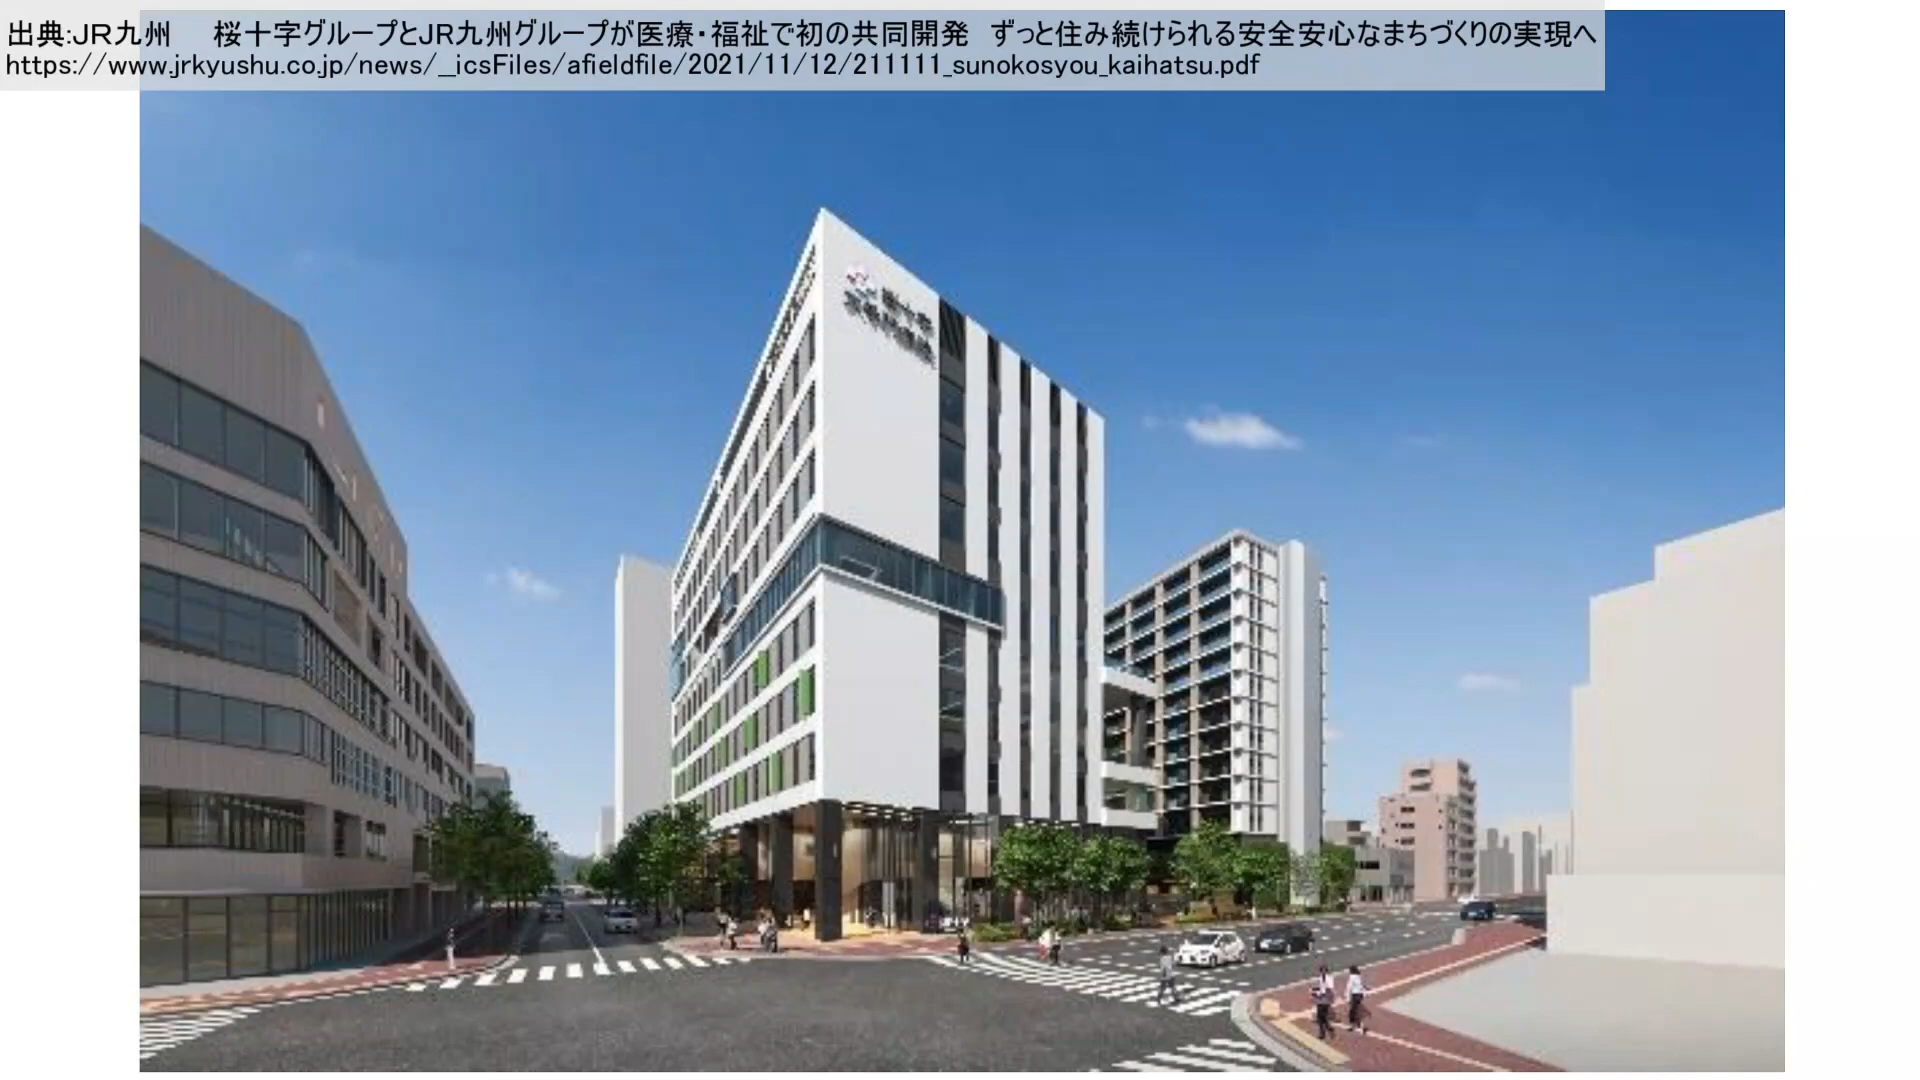 出典:JR九州　桜十字グループとJR九州グループが医療・福祉で初の共同開発　ずっと住み続けられる安全安心なまちづくりの実現へ
https://www.jrkyushu.co.jp/news/__icsFiles/afieldfile/2021/11/12/211111_sunokosyou_kaihatsu.pdf